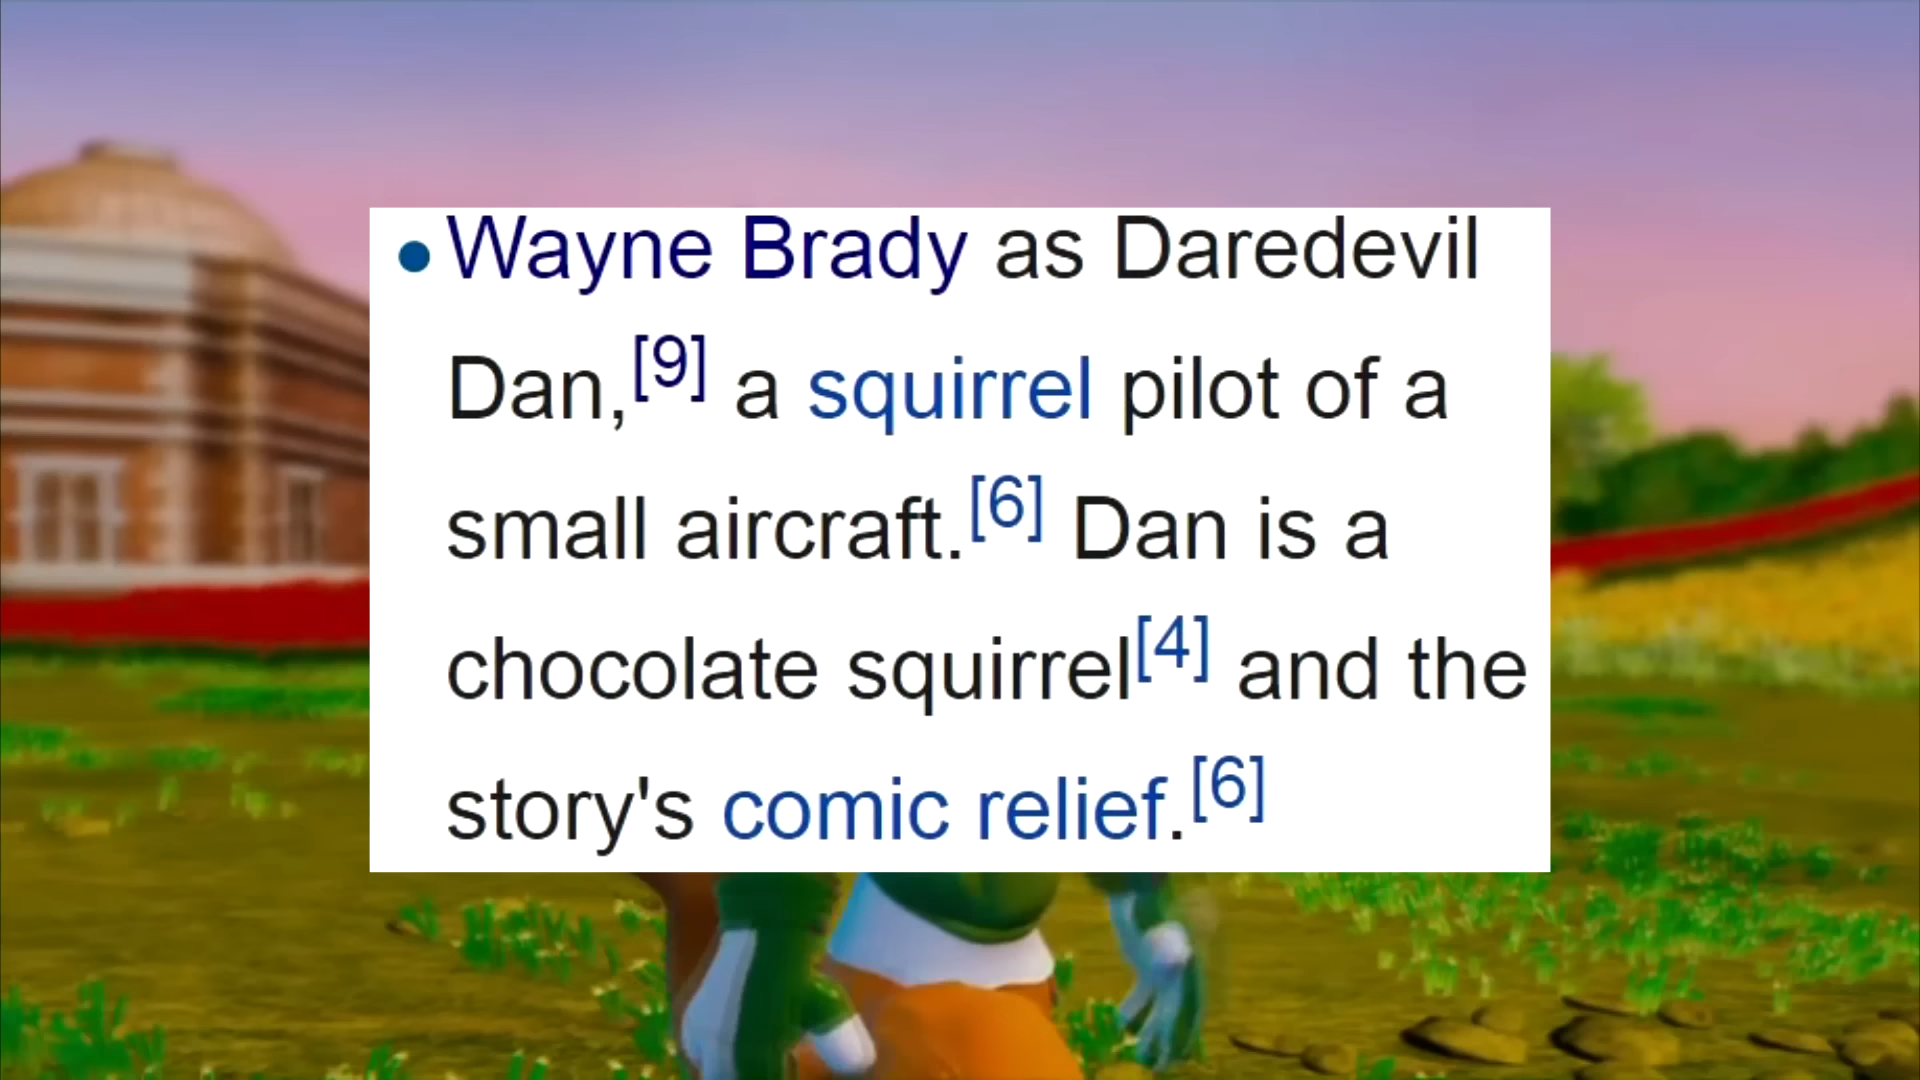 • Wayne Brady as Daredevil
Dan,[9] a squirrel pilot of a
small aircraft.[6] Dan is a
chocolate squirrel[4] and the
story's comic relief.[6]